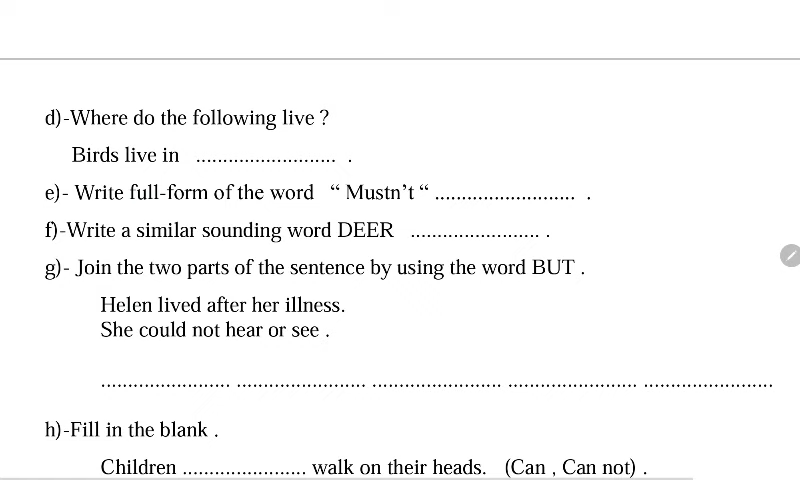 d)-Where do the following live ?
Birds live in .......................... .
e)- Write full-form of the word “ Mustn’t “ .......................... .
f)-Write a similar sounding word DEER ........................ .
g)- Join the two parts of the sentence by using the word BUT .
Helen lived after her illness.
She could not hear or see .
........................ ........................ ........................ ........................ ........................
h)-Fill in the blank .
Children ....................... walk on their heads. (Can , Can not) .